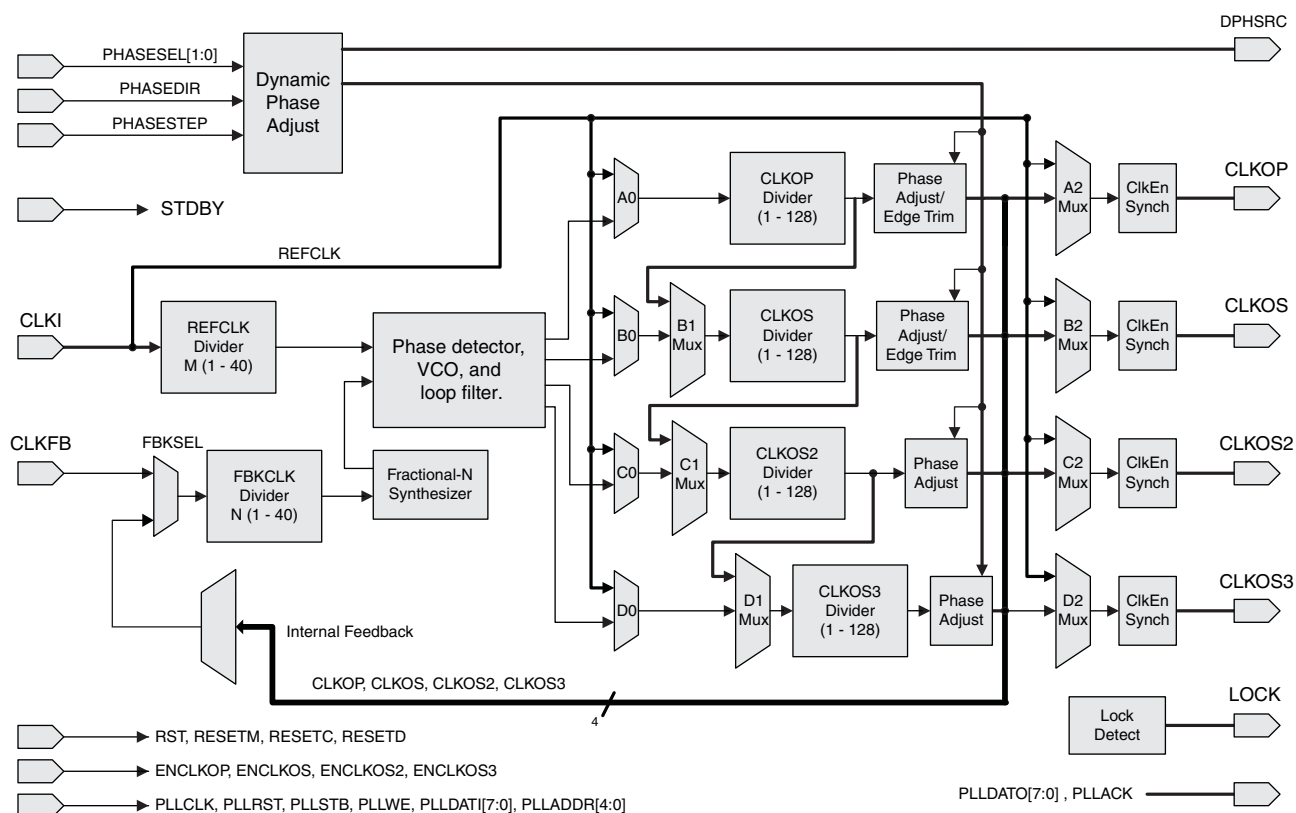 DPHSRC
PHASESEL[1:0]
PHASEDIR
PHASESTEP
Dynamic
Phase
Adjust
STDBY
REFCLK
CLKI
REFCLK
Divider
M (1 - 40)
Phase detector,
VCO, and
loop filter.
CLKFB
FBKSEL
FBKCLK
Divider
N (1 - 40)
Fractional-N
Synthesizer
Internal Feedback
A0
CLKOP
Divider
(1 - 128)
Phase
Adjust/
Edge Trim
A2
Mux
ClkEn
Synch
CLKOP
B0
B1
Mux
CLKOS
Divider
(1 - 128)
Phase
Adjust/
Edge Trim
B2
Mux
ClkEn
Synch
CLKOS
C0
C1
Mux
CLKOS2
Divider
(1 - 128)
Phase
Adjust
C2
Mux
ClkEn
Synch
CLKOS2
D0
D1
Mux
CLKOS3
Divider
(1 - 128)
Phase
Adjust
D2
Mux
ClkEn
Synch
CLKOS3
CLKOP, CLKOS, CLKOS2, CLKOS3
4
Lock
Detect
LOCK
RST, RESETM, RESETC, RESETD
ENCLKOP, ENCLKOS, ENCLKOS2, ENCLKOS3
PLLCLK, PLLRST, PLLSTB, PLLWE, PLLDATI[7:0], PLLADDR[4:0]
PLLDATO[7:0] , PLLACK